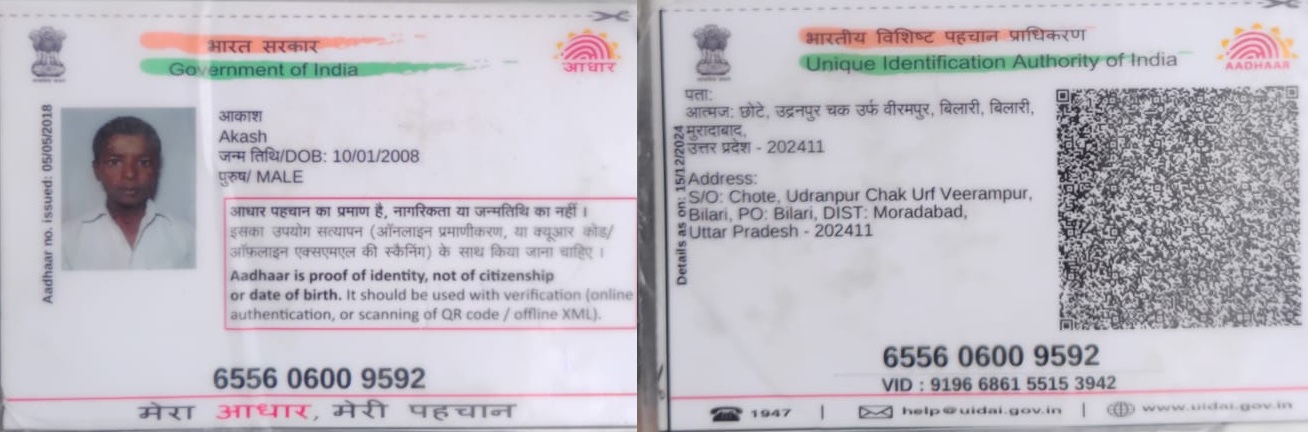 भारत सरकार
Government of India
आधार
Aadhaar no. issued: 05/05/2018
आकाश
Akash
जन्म तिथि/DOB: 10/01/2008
पुरुष/ MALE
आधार पहचान का प्रमाण है, नागरिकता या जन्मतिथि का नहीं ।
इसका उपयोग सत्यापन (ऑनलाइन प्रमाणीकरण, या क्यूआर कोड/
ऑफ़लाइन एक्सएमएल की स्कैनिंग) के साथ किया जाना चाहिए ।
Aadhaar is proof of identity, not of citizenship
or date of birth. It should be used with verification (online
authentication, or scanning of QR code / offline XML).
6556 0600 9592
मेरा आधार, मेरी पहचान
भारतीय विशिष्ट पहचान प्राधिकरण
Unique Identification Authority of India
AADHAAR
Details as on: 15/12/2024
पता:
आत्मज: छोटे, उद्रनपुर चक उर्फ वीरमपुर, बिलारी, बिलारी,
मुरादाबाद,
उत्तर प्रदेश - 202411
Address:
S/O: Chote, Udranpur Chak Urf Veerampur,
Bilari, PO: Bilari, DIST: Moradabad,
Uttar Pradesh - 202411
6556 0600 9592
VID : 9196 6861 5515 3942
1947 | help@uidai.gov.in | www.uidai.gov.in